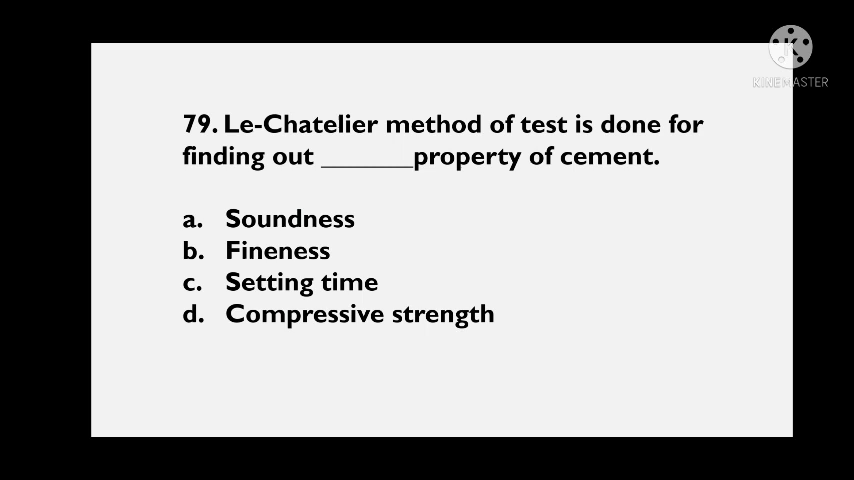 KINEMASTER
79. Le-Chatelier method of test is done for
finding out _______property of cement.
a. Soundness
b. Fineness
c. Setting time
d. Compressive strength